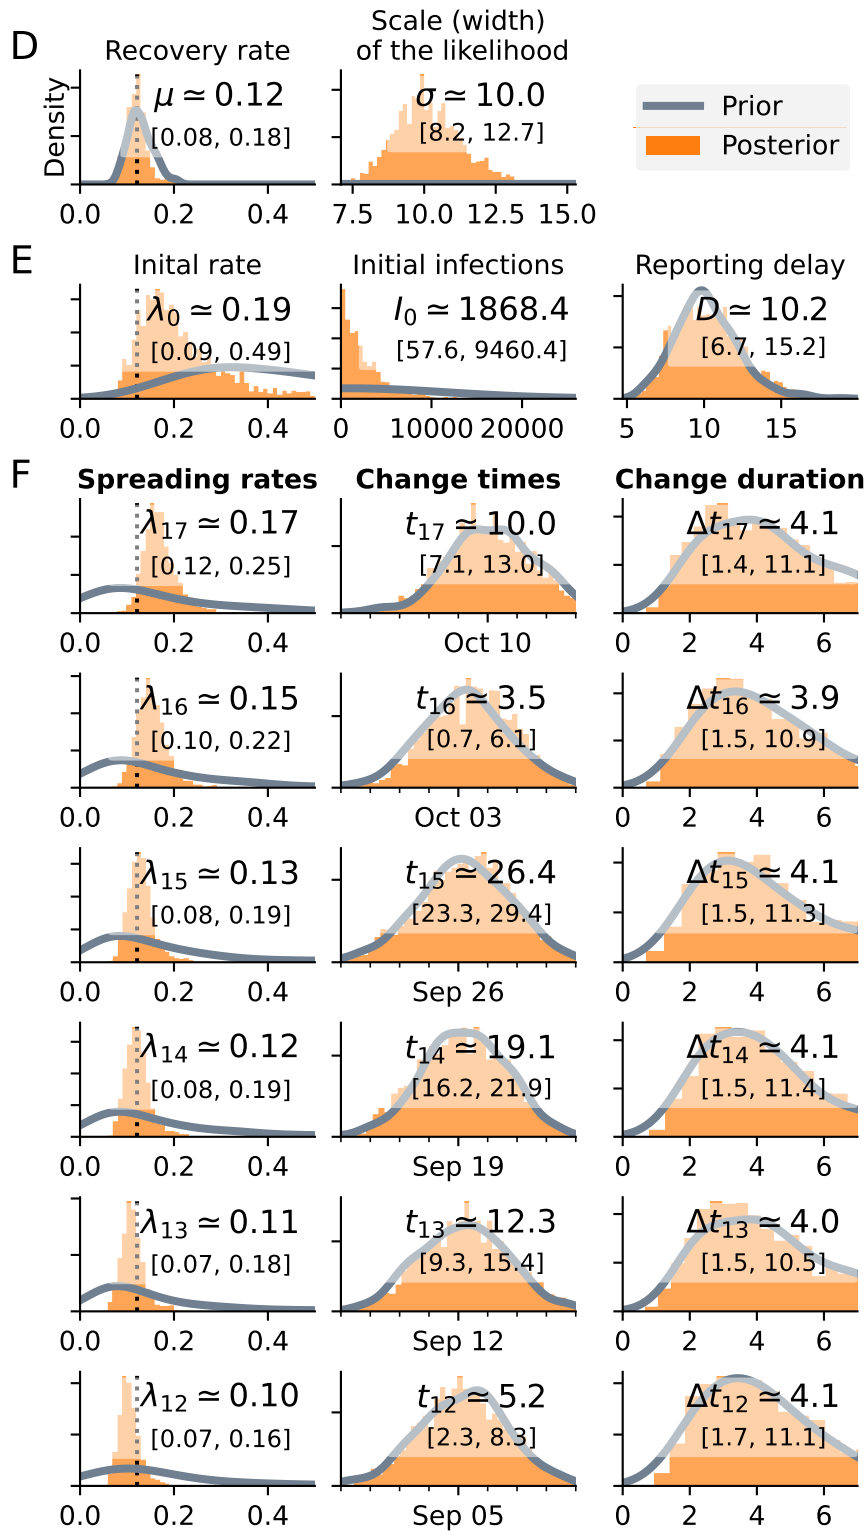 D
Recovery rate
Scale (width)
of the likelihood
Density
μ ≃ 0.12
[0.08, 0.18]
σ ≃ 10.0
[8.2, 12.7]
Prior
Posterior
0.0 0.2 0.4
7.5 10.0 12.5 15.0
E
Inital rate
Initial infections
Reporting delay
λ0 ≃ 0.19
[0.09, 0.49]
I0 ≃ 1868.4
[57.6, 9460.4]
D ≃ 10.2
[6.7, 15.2]
0.0 0.2 0.4
0 10000 20000
5 10 15
F
Spreading rates
Change times
Change duration
λ17 ≃ 0.17
[0.12, 0.25]
t17 ≃ 10.0
[7.1, 13.0]
Δt17 ≃ 4.1
[1.4, 11.1]
0.0 0.2 0.4
Oct 10
0 2 4 6
λ16 ≃ 0.15
[0.10, 0.22]
t16 ≃ 3.5
[0.7, 6.1]
Δt16 ≃ 3.9
[1.5, 10.9]
0.0 0.2 0.4
Oct 03
0 2 4 6
λ15 ≃ 0.13
[0.08, 0.19]
t15 ≃ 26.4
[23.3, 29.4]
Δt15 ≃ 4.1
[1.5, 11.3]
0.0 0.2 0.4
Sep 26
0 2 4 6
λ14 ≃ 0.12
[0.08, 0.19]
t14 ≃ 19.1
[16.2, 21.9]
Δt14 ≃ 4.1
[1.5, 11.4]
0.0 0.2 0.4
Sep 19
0 2 4 6
λ13 ≃ 0.11
[0.07, 0.18]
t13 ≃ 12.3
[9.3, 15.4]
Δt13 ≃ 4.0
[1.5, 10.5]
0.0 0.2 0.4
Sep 12
0 2 4 6
λ12 ≃ 0.10
[0.07, 0.16]
t12 ≃ 5.2
[2.3, 8.3]
Δt12 ≃ 4.1
[1.7, 11.1]
0.0 0.2 0.4
Sep 05
0 2 4 6